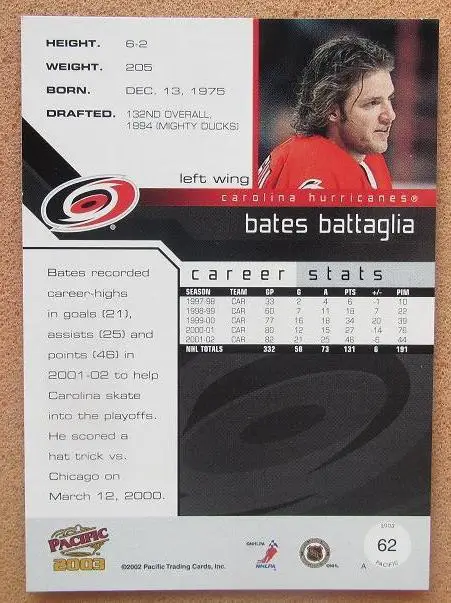 HEIGHT. 6-2
WEIGHT. 205
BORN. DEC. 13, 1975
DRAFTED. 132ND OVERALL,
1994 (MIGHTY DUCKS)
left wing
carolina hurricanes®
bates battaglia
Bates recorded
career-highs
in goals (21),
assists (25) and
points (46) in
2001-02 to help
Carolina skate
into the playoffs.
He scored a
hat trick vs.
Chicago on
March 12, 2000.
career stats
SEASON TEAM GP G A PTS +/- PIM
1997-98 CAR 33 2 4 6 -1 10
1998-99 CAR 60 7 11 18 7 22
1999-00 CAR 77 16 18 34 20 39
2000-01 CAR 80 12 15 27 -14 76
2001-02 CAR 82 21 25 46 -6 44
NHL TOTALS 332 58 73 131 6 191
PACIFIC
2003
©2002 Pacific Trading Cards, Inc.
NHLPA
©NHL
2003
62
PACIFIC